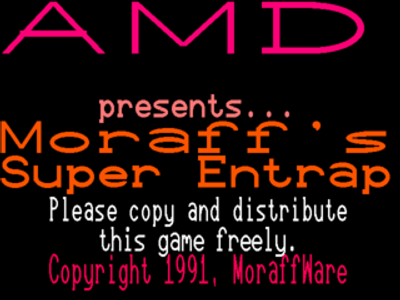 AMD
presents...
Moraff's
Super Entrap
Please copy and distribute
this game freely.
Copyright 1991, MoraffWare